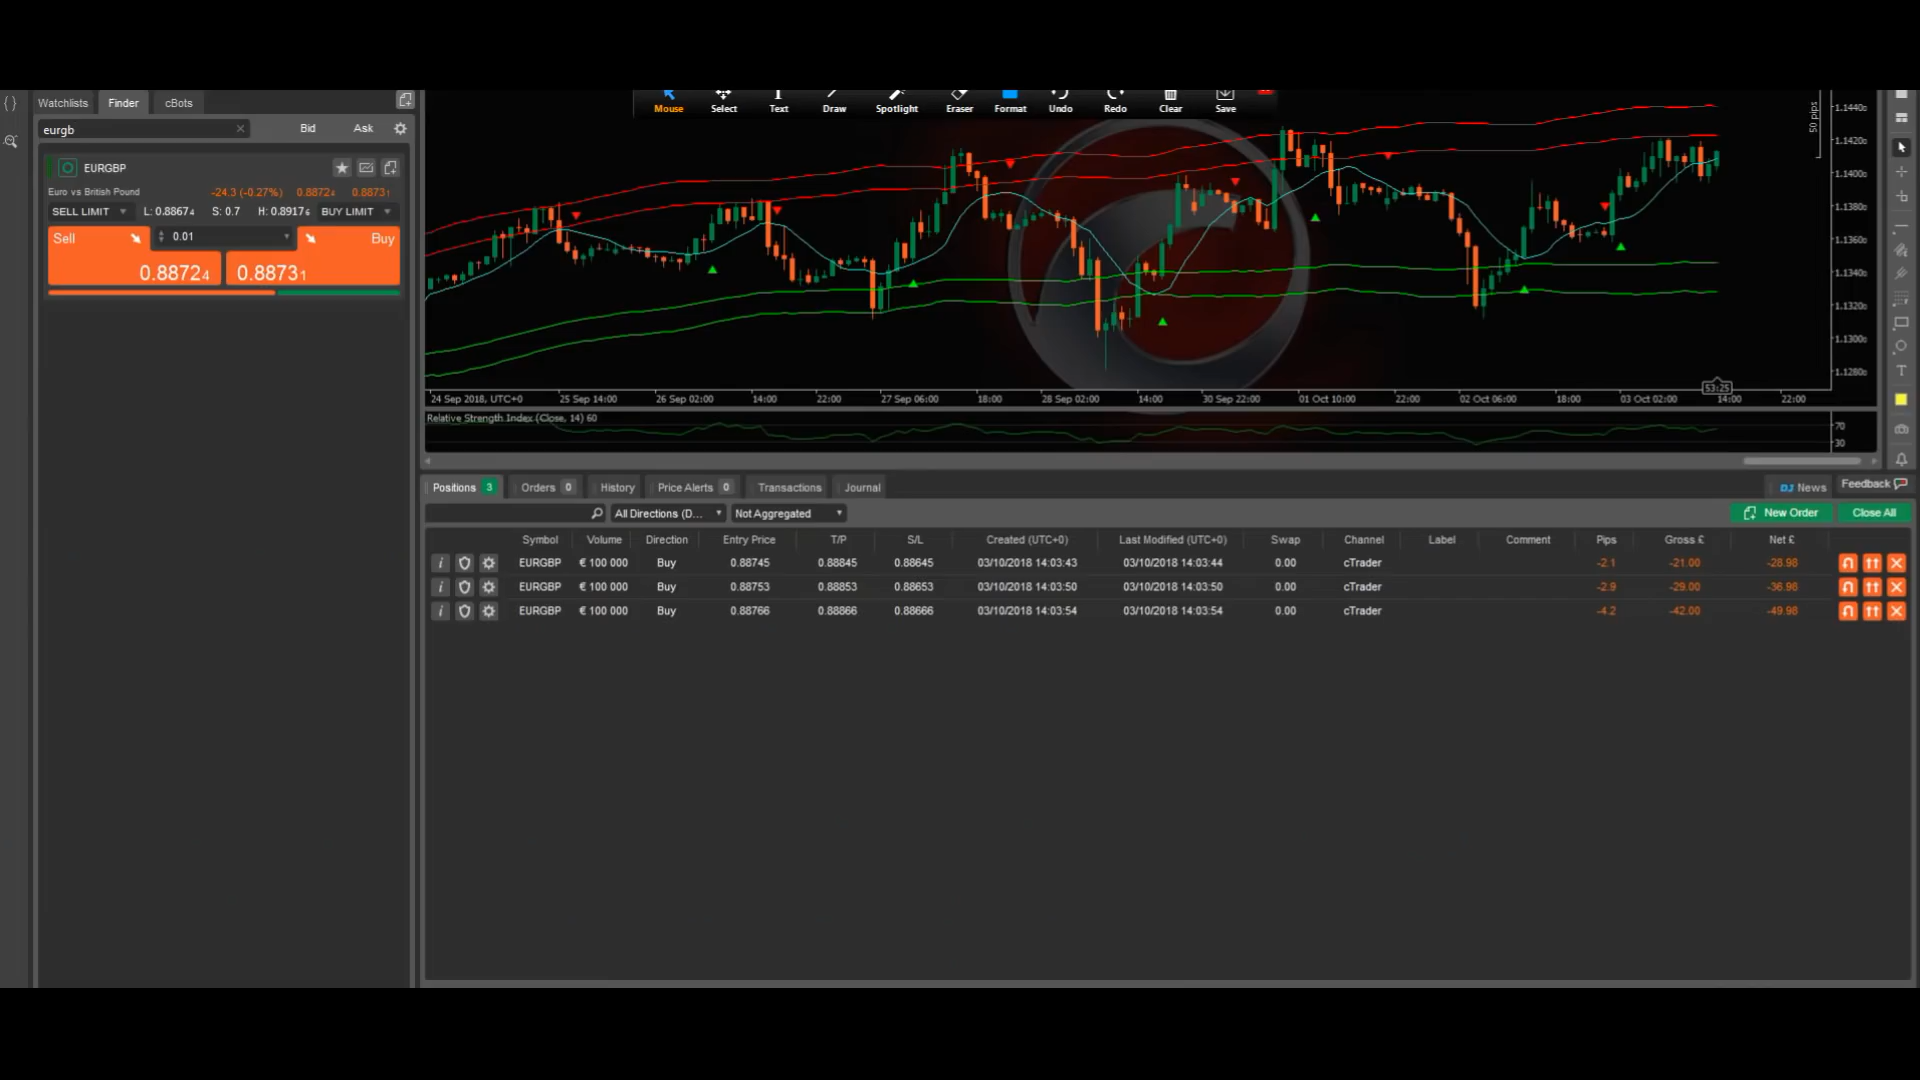 Mouse Select Text Draw Spotlight Eraser Format Undo Redo Clear Save
Watchlists Finder cBots
eurgb Bid Ask
EURGBP
Euro vs British Pound -24.3 (-0.27%) 0.88724 0.88731
SELL LIMIT L: 0.88674 S: 0.7 H: 0.89176 BUY LIMIT
Sell 0.01 Buy
0.88724 0.88731
50 pips
1.1440
1.1420
1.1400
1.1380
1.1360
1.1340
1.1320
1.1300
1.1280
53:25
24 Sep 2018, UTC+0 25 Sep 14:00 26 Sep 02:00 14:00 22:00 27 Sep 06:00 18:00 28 Sep 02:00 14:00 30 Sep 22:00 01 Oct 10:00 22:00 02 Oct 06:00 18:00 03 Oct 02:00 14:00 22:00
Relative Strength Index (Close, 14) 60
70
30
Positions 3 Orders 0 History Price Alerts 0 Transactions Journal DJ News Feedback
All Directions (D... Not Aggregated New Order Close All
Symbol Volume Direction Entry Price T/P S/L Created (UTC+0) Last Modified (UTC+0) Swap Channel Label Comment Pips Gross £ Net £
EURGBP € 100 000 Buy 0.88745 0.88845 0.88645 03/10/2018 14:03:43 03/10/2018 14:03:44 0.00 cTrader -2.1 -21.00 -28.98
EURGBP € 100 000 Buy 0.88753 0.88853 0.88653 03/10/2018 14:03:50 03/10/2018 14:03:50 0.00 cTrader -2.9 -29.00 -36.98
EURGBP € 100 000 Buy 0.88766 0.88866 0.88666 03/10/2018 14:03:54 03/10/2018 14:03:54 0.00 cTrader -4.2 -42.00 -49.98